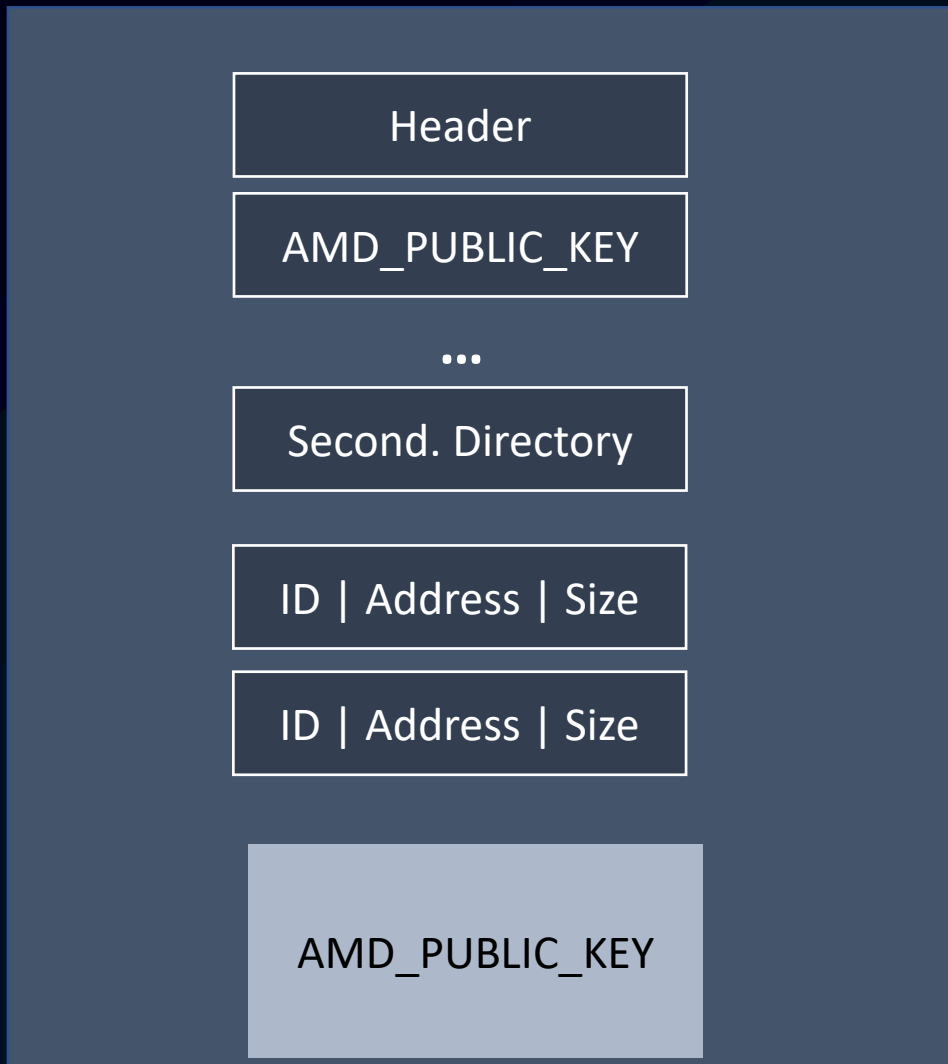 Header
AMD_PUBLIC_KEY
...
Second. Directory
ID | Address | Size
ID | Address | Size
AMD_PUBLIC_KEY